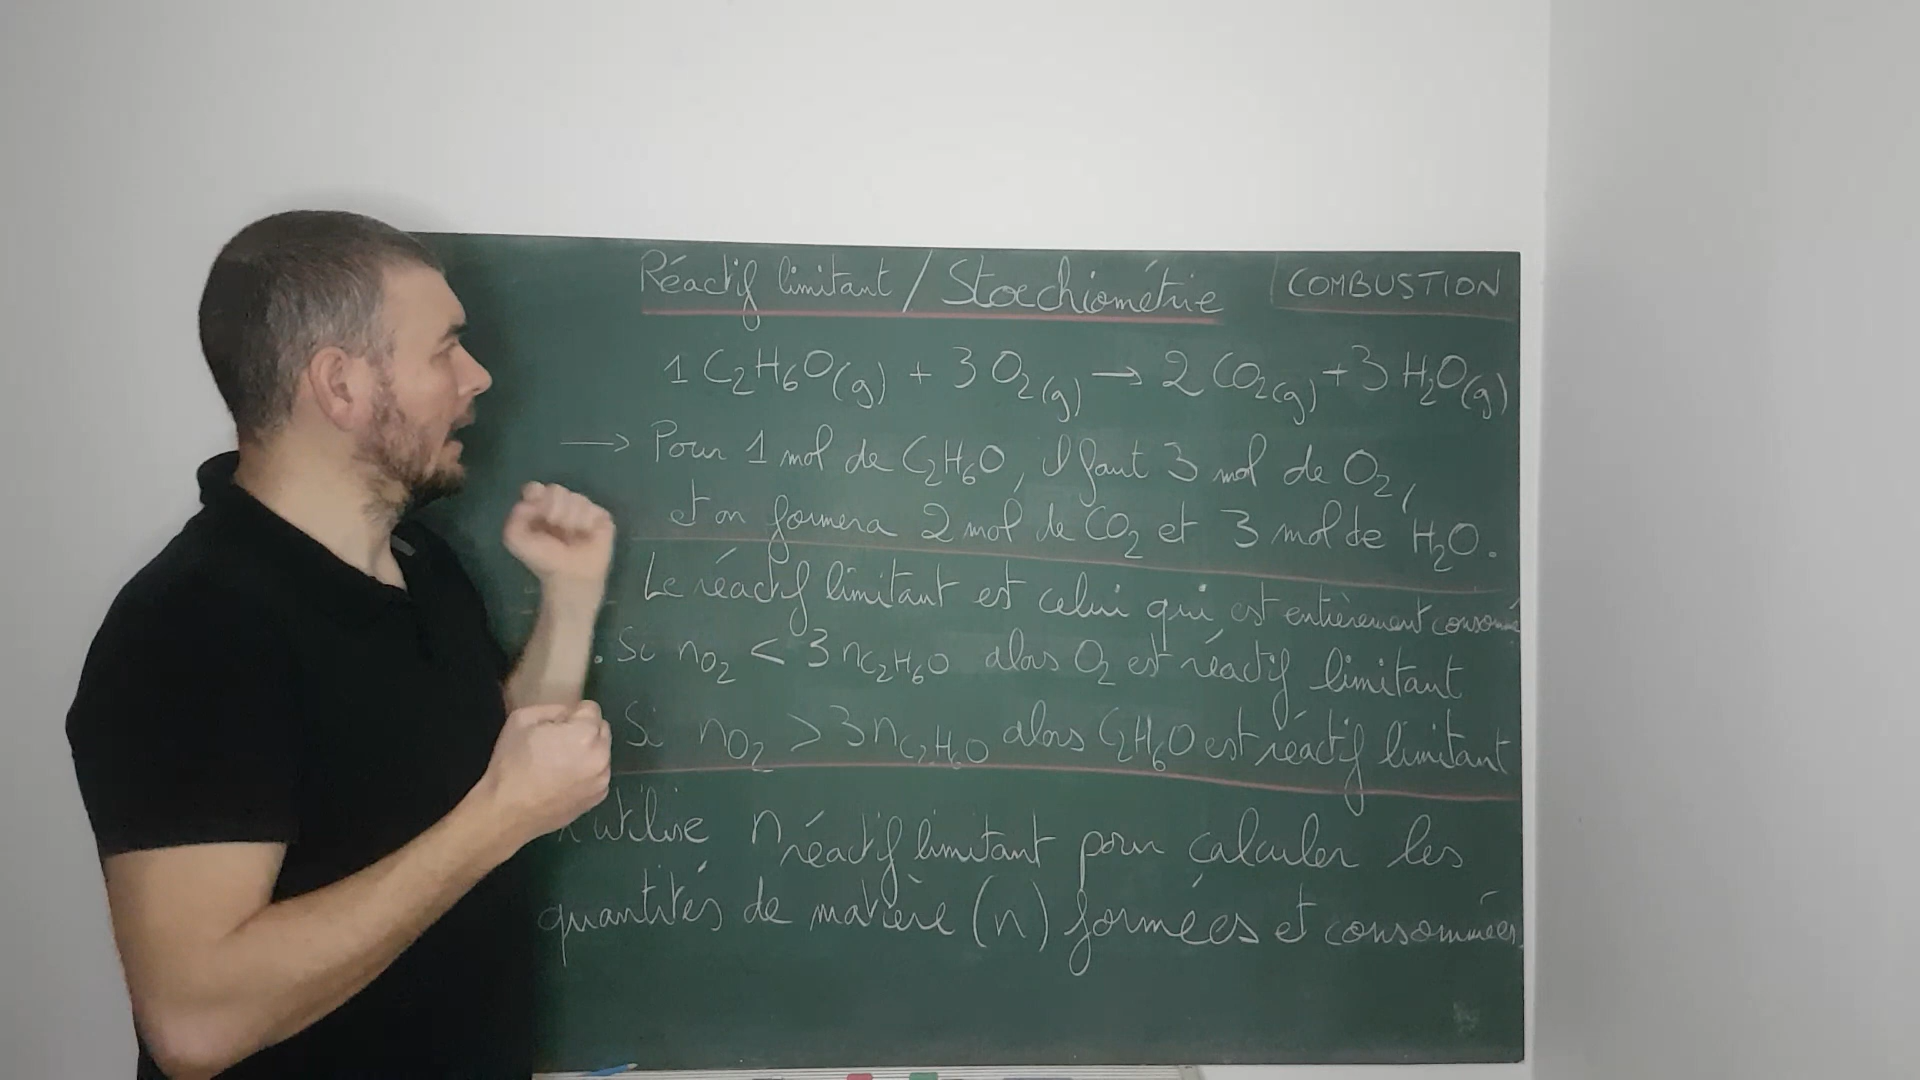 Réactif limitant / Stoechiométrie
COMBUSTION
1 C₂H₆O(g) + 3 O₂(g) → 2 CO₂(g) + 3 H₂O(g)
→ Pour 1 mol de C₂H₆O, il faut 3 mol de O₂,
et on formera 2 mol de CO₂ et 3 mol de H₂O.
Le réactif limitant est celui qui est entièrement consommé
. Si nO₂ < 3 nC₂H₆O alors O₂ est réactif limitant
Si nO₂ > 3 nC₂H₆O alors C₂H₆O est réactif limitant
utilise n réactif limitant pour calculer les
quantités de matière (n) formées et consommées.